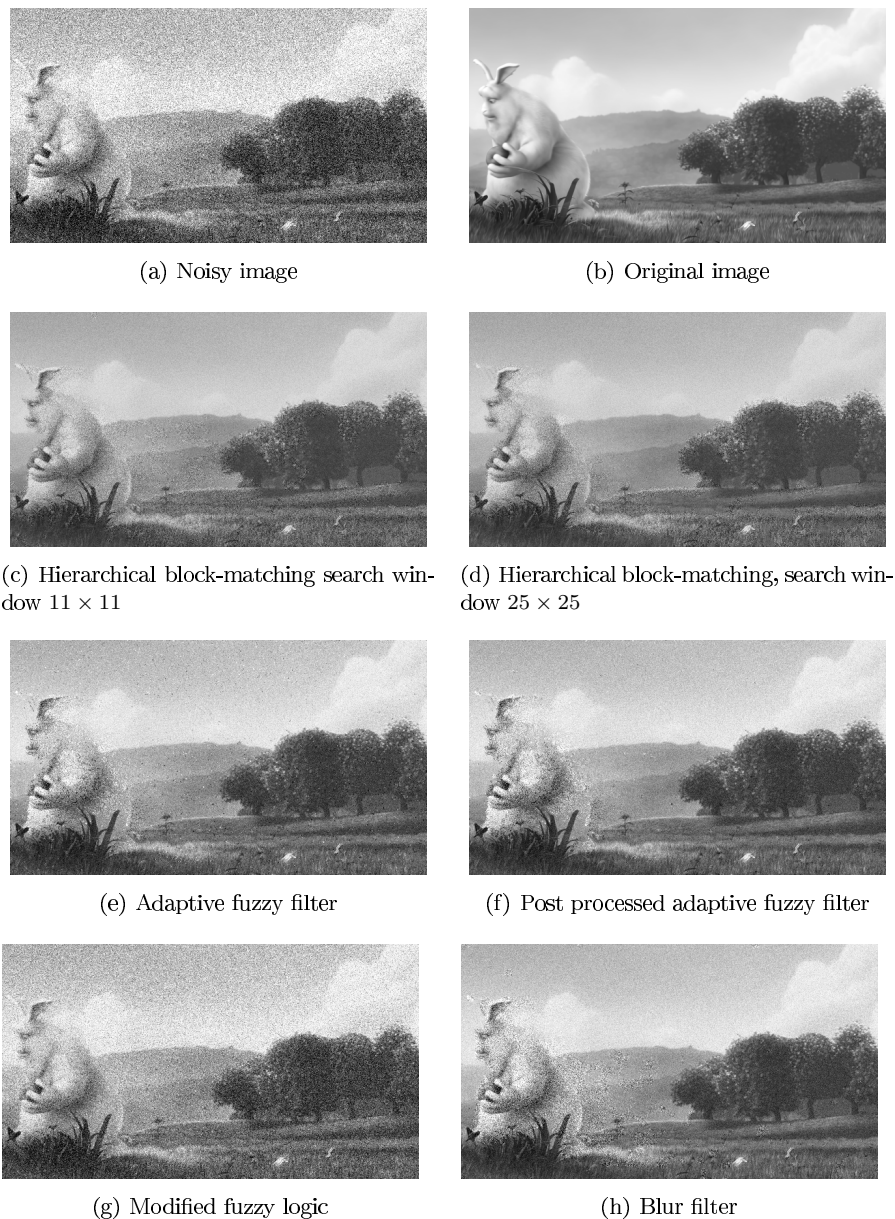 (a) Noisy image
(b) Original image
(c) Hierarchical block-matching search win-
dow 11 × 11
(d) Hierarchical block-matching, search win-
dow 25 × 25
(e) Adaptive fuzzy filter
(f) Post processed adaptive fuzzy filter
(g) Modified fuzzy logic
(h) Blur filter